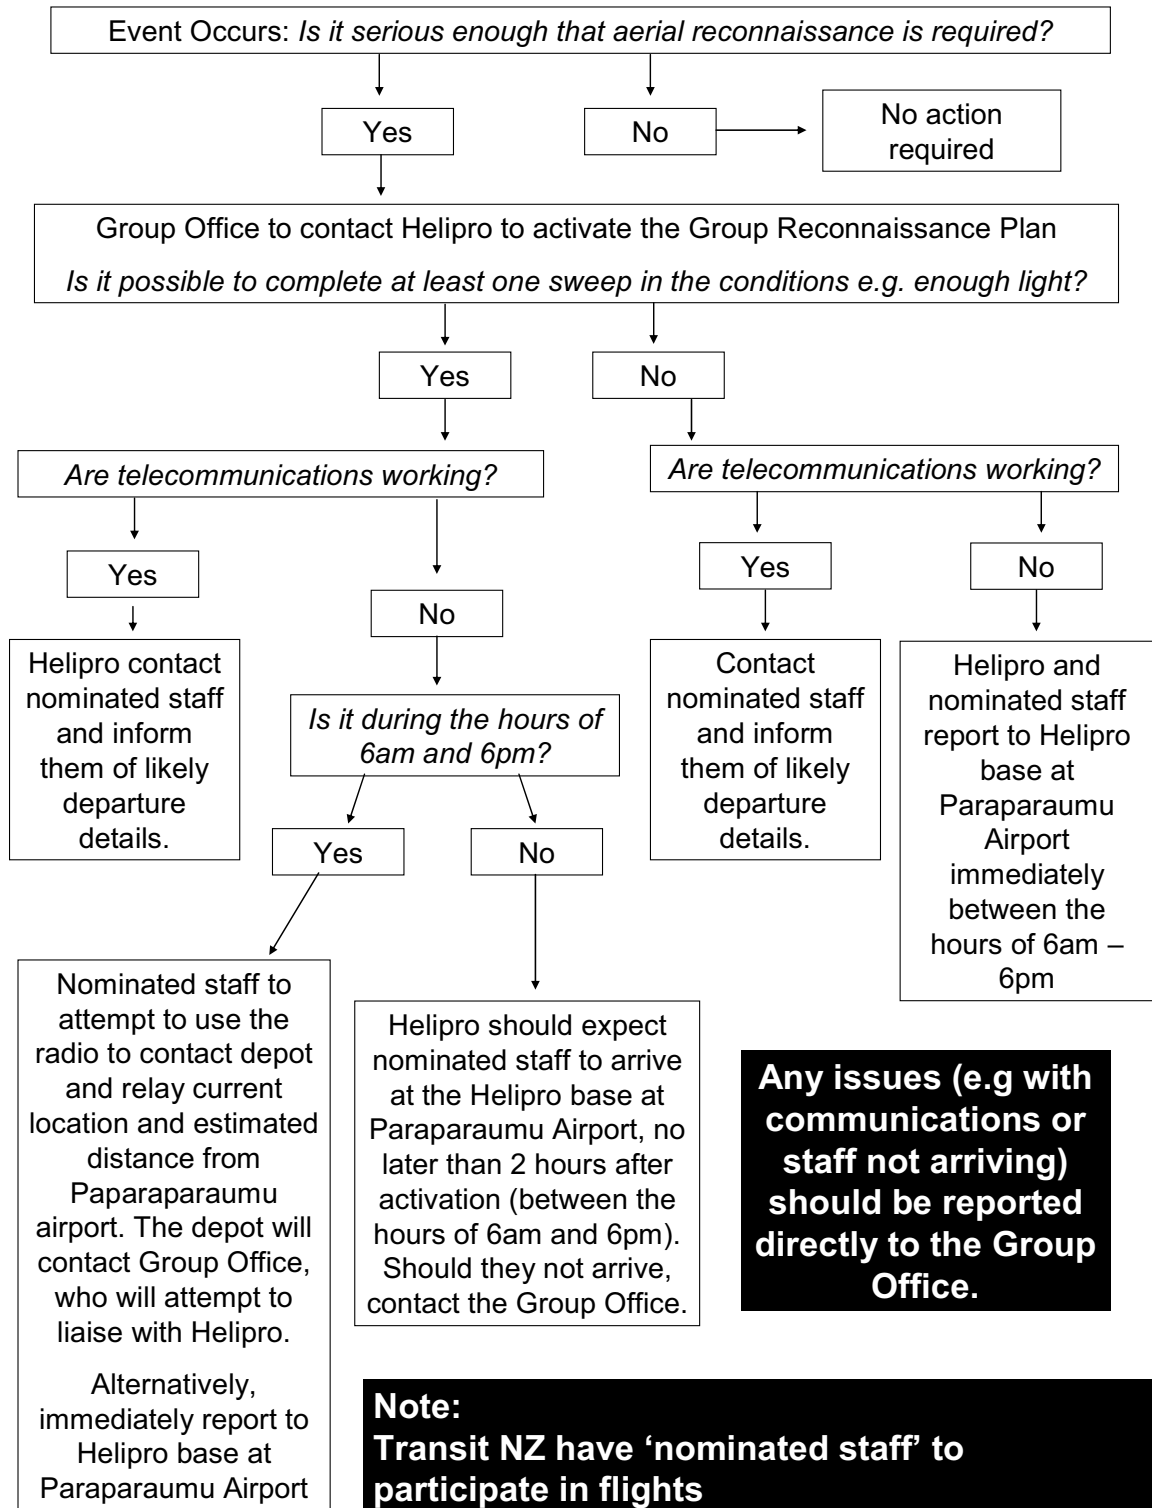 Event Occurs: Is it serious enough that aerial reconnaissance is required?
Yes
No
No action
required
Group Office to contact Helipro to activate the Group Reconnaissance Plan
Is it possible to complete at least one sweep in the conditions e.g. enough light?
Yes
No
Are telecommunications working?
Are telecommunications working?
Yes
No
Yes
No
Helipro contact
nominated staff
and inform
them of likely
departure
details.
Is it during the hours of
6am and 6pm?
Contact
nominated staff
and inform
them of likely
departure
details.
Helipro and
nominated staff
report to Helipro
base at
Paraparaumu
Airport
immediately
between the
hours of 6am –
6pm
Yes
No
Nominated staff to
attempt to use the
radio to contact depot
and relay current
location and estimated
distance from
Paparaparaumu
airport. The depot will
contact Group Office,
who will attempt to
liaise with Helipro.
Alternatively,
immediately report to
Helipro base at
Paraparaumu Airport
Helipro should expect
nominated staff to arrive
at the Helipro base at
Paraparaumu Airport, no
later than 2 hours after
activation (between the
hours of 6am and 6pm).
Should they not arrive,
contact the Group Office.
Any issues (e.g with
communications or
staff not arriving)
should be reported
directly to the Group
Office.
Note:
Transit NZ have ‘nominated staff’ to
participate in flights